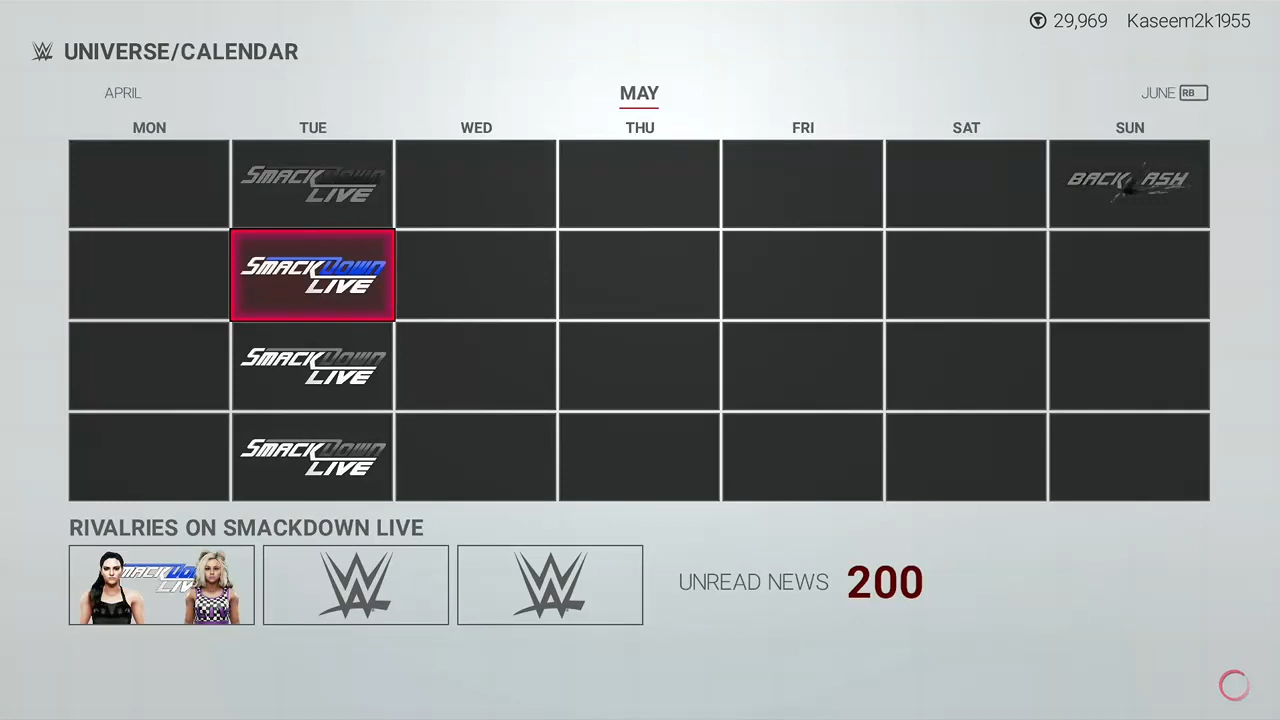 29,969 Kaseem2k1955
UNIVERSE/CALENDAR
APRIL MAY JUNE RB
MON TUE WED THU FRI SAT SUN
SMACKDOWN
LIVE
BACKLASH
SMACKDOWN
LIVE
SMACKDOWN
LIVE
SMACKDOWN
LIVE
RIVALRIES ON SMACKDOWN LIVE
UNREAD NEWS 200